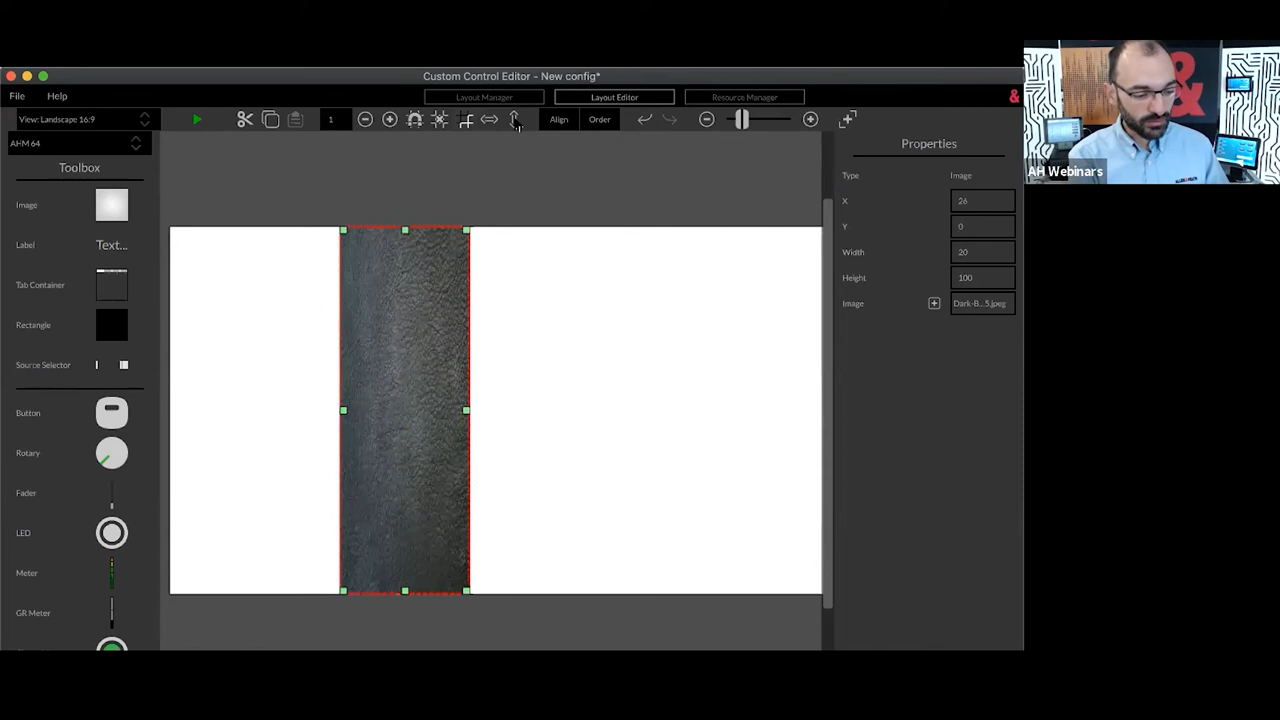 Custom Control Editor - New config*
File Help
Layout Manager Layout Editor Resource Manager
&
View: Landscape 16:9
1
Align Order
AHM 64
Toolbox
Image
Label Text...
Tab Container
Rectangle
Source Selector
Button
Rotary
Fader
LED
Meter
GR Meter
Properties
Type Image
X 26
Y 0
Width 20
Height 100
Image Dark-B...5.jpeg
&
AH Webinars